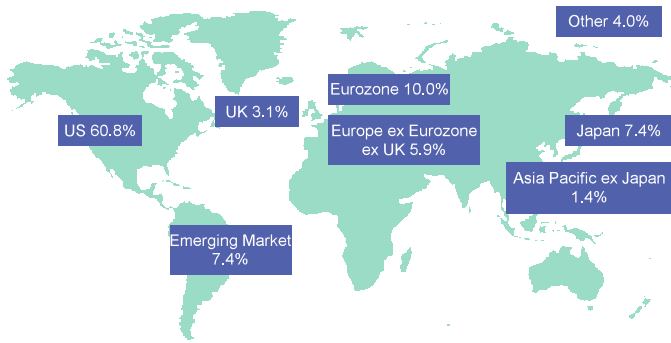 Other 4.0%
Eurozone 10.0%
UK 3.1%
US 60.8%
Europe ex Eurozone
ex UK 5.9%
Japan 7.4%
Asia Pacific ex Japan
1.4%
Emerging Market
7.4%